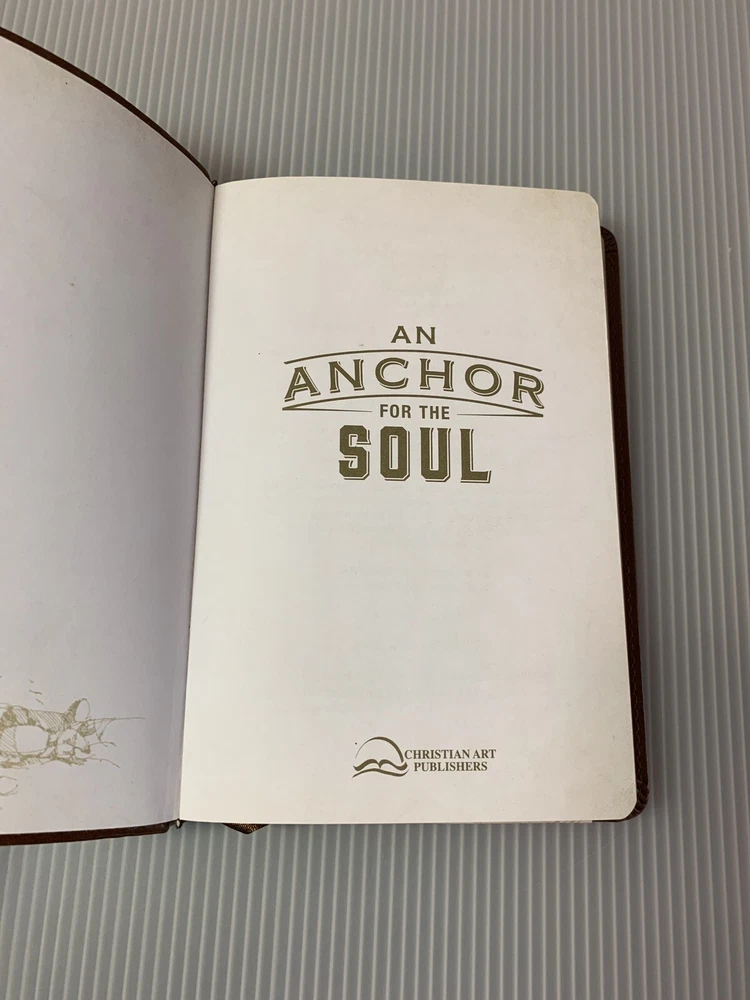 AN
ANCHOR
FOR THE
SOUL
CHRISTIAN ART
PUBLISHERS